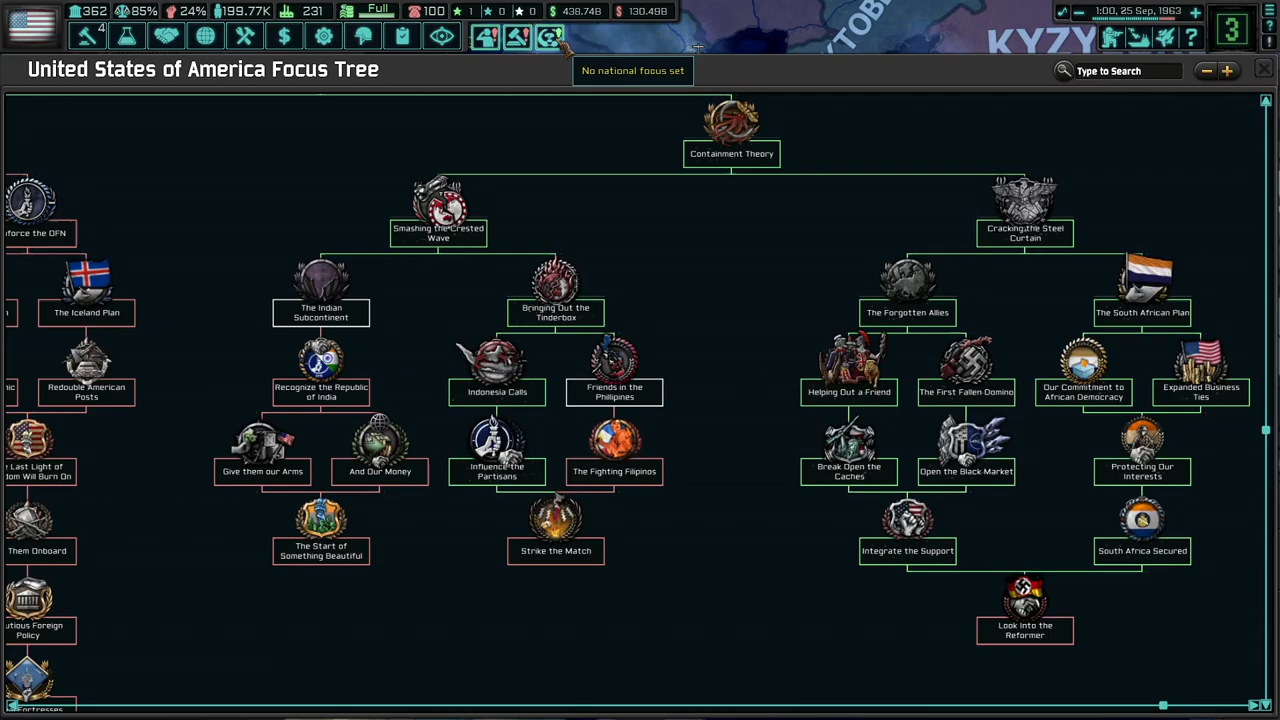 362 85% 24% 199.77K 231 Full 100 1 0 0 $ 438.74B $ 130.49B
1:00, 25 Sep, 1963
4
3
KYZY
United States of America Focus Tree
No national focus set
Type to Search
Containment Theory
Smashing the Crested
Wave
Cracking the Steel
Curtain
nforce the OFN
The Iceland Plan
The Indian
Subcontinent
Bringing Out the
Tinderbox
The Forgotten Allies
The South African Plan
Redouble American
Posts
Recognize the Republic
of India
Indonesia Calls
Friends in the
Phillipines
Helping Out a Friend
The First Fallen Domino
Our Commitment to
African Democracy
Expanded Business
Ties
e Last Light of
dom Will Burn On
Give them our Arms
And Our Money
Influence the
Partisans
The Fighting Filipinos
Break Open the
Caches
Open the Black Market
Protecting Our
Interests
Them Onboard
The Start of
Something Beautiful
Strike the Match
Integrate the Support
South Africa Secured
utious Foreign
Policy
Look Into the
Reformer